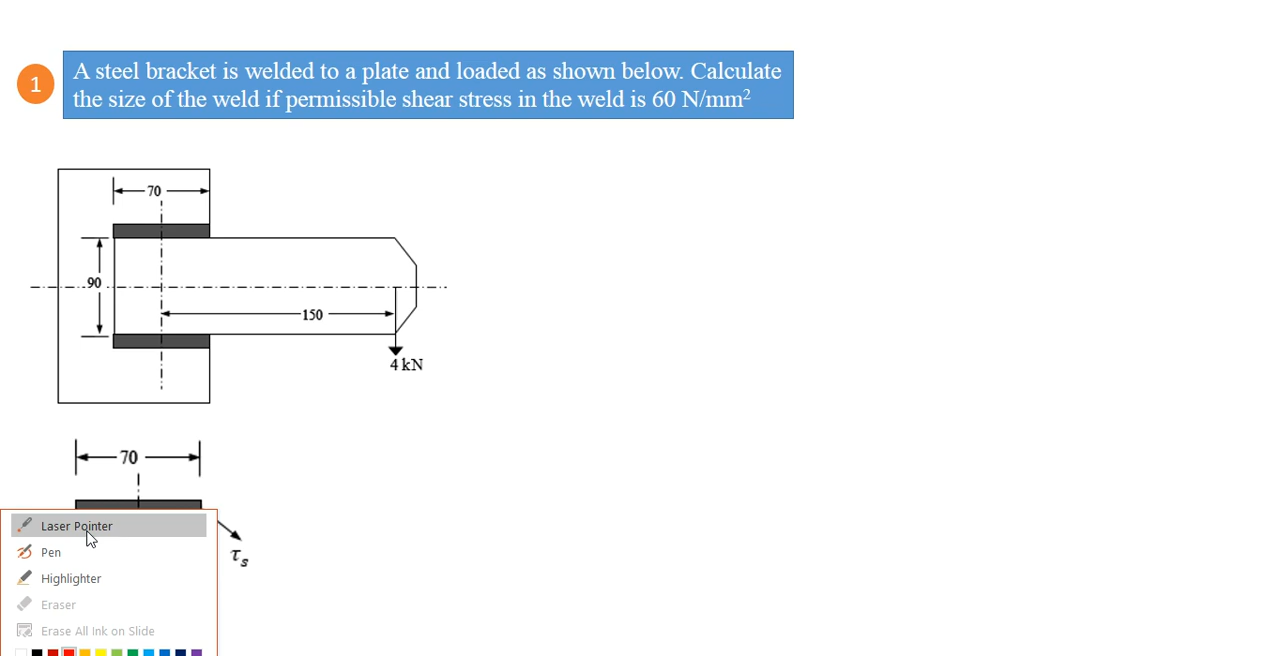 1
A steel bracket is welded to a plate and loaded as shown below. Calculate
the size of the weld if permissible shear stress in the weld is 60 N/mm²
70
90
150
4 kN
70
Laser Pointer
τs
Pen
Highlighter
Eraser
Erase All Ink on Slide